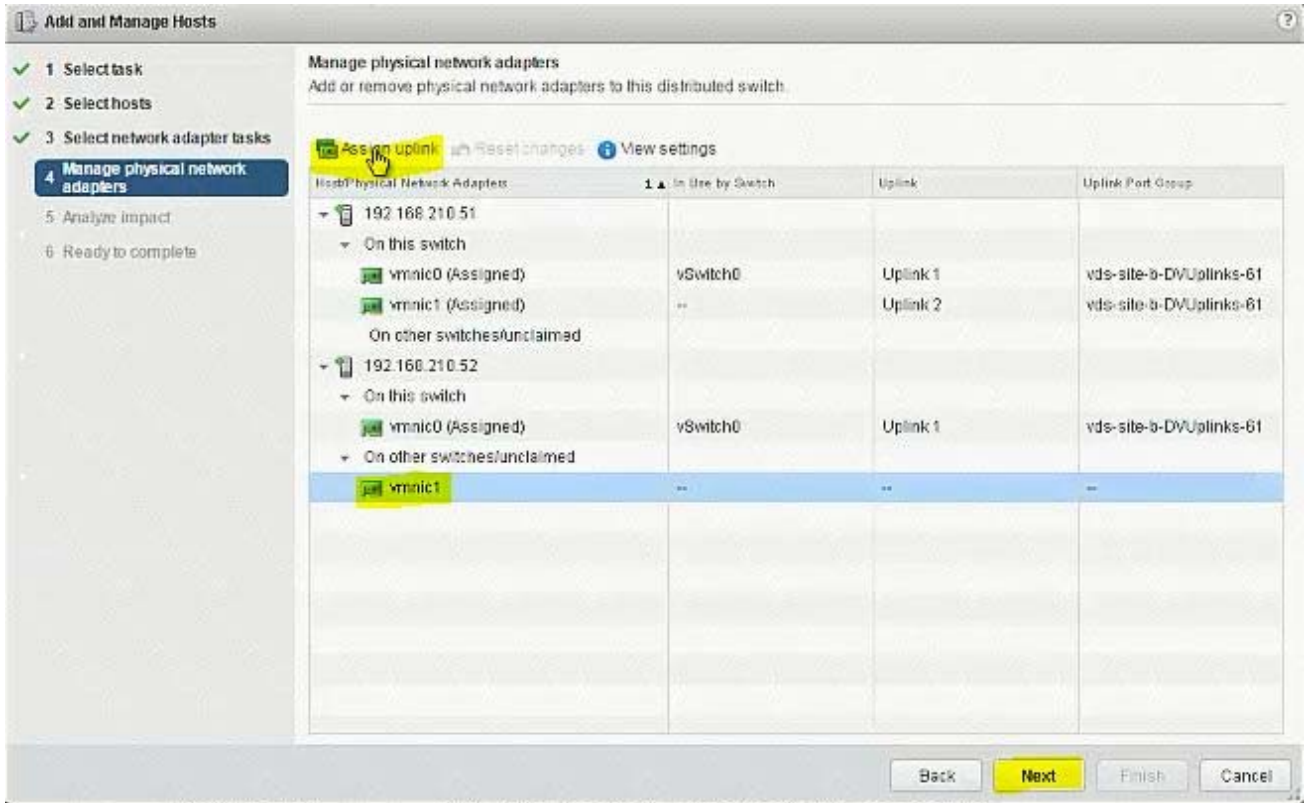 Add and Manage Hosts
?
1 Select task
2 Select hosts
3 Select network adapter tasks
4 Manage physical network
adapters
5 Analyze impact
6 Ready to complete
Manage physical network adapters
Add or remove physical network adapters to this distributed switch.
Assign uplink Reset changes View settings
Host/Physical Network Adapters 1 ▲ In Use by Switch Uplink Uplink Port Group
192.168.210.51
On this switch
vmnic0 (Assigned) vSwitch0 Uplink 1 vds-site-b-DVUplinks-61
vmnic1 (Assigned) -- Uplink 2 vds-site-b-DVUplinks-61
On other switches/unclaimed
192.168.210.52
On this switch
vmnic0 (Assigned) vSwitch0 Uplink 1 vds-site-b-DVUplinks-61
On other switches/unclaimed
vmnic1 -- -- --
Back Next Finish Cancel